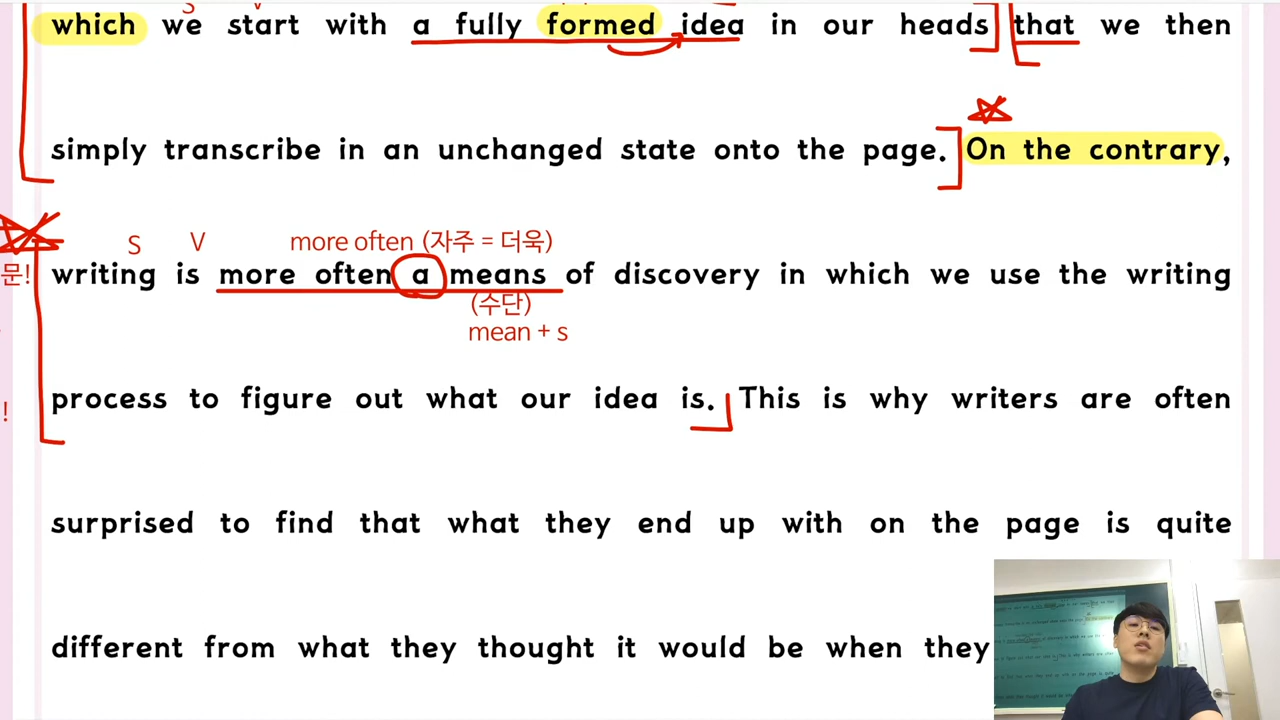 S V
which we start with a fully formed idea in our heads] [that we then
simply transcribe in an unchanged state onto the page.] On the contrary,
S V more often (자주 = 더욱)
문! [writing is more often a means of discovery in which we use the writing
(수단)
mean + s
! process to figure out what our idea is.] This is why writers are often
surprised to find that what they end up with on the page is quite
different from what they thought it would be when they